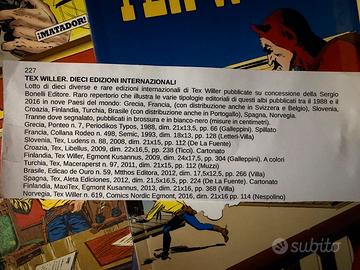 TEX WILLER
¡MATADOR!
227
TEX WILLER. DIECI EDIZIONI INTERNAZIONALI
Lotto di dieci diverse e rare edizioni internazionali di Tex Willer pubblicate su concessione della Sergio
Bonelli Editore. Raro repertorio che illustra le varie tipologie editoriali di questi albi pubblicati tra il 1988 e il
2016 in nove Paesi del mondo: Grecia, Francia, (con distribuzione anche in Svizzera e Belgio), Slovenia,
Croazia, Finlandia, Turchia, Brasile (con distribuzione anche in Portogallo), Spagna, Norvegia.
Tranne dove segnalato, pubblicati in brossura e in bianco-nero (misure in centimetri).
Grecia, Ponteo n. 7, Periodikos Typos, 1988, dim. 21x13,5, pp. 66 (Galleppini). Spillato
Francia, Collana Rodeo n. 498, Semic, 1993, dim. 18x13, pp. 128 (Letteri-Villa)
Slovenia, Tex, Ludens n. 88, 2008, dim. 21x15, pp. 112 (De La Fuente)
Croazia, Tex, Libellus, 2009, dim. 22x16,5, pp. 238 (Ticci), Cartonato
Finlandia, Tex Willer, Egmont Kusannus, 2009, dim. 24x17,5, pp. 304 (Galleppini). A colori
Turchia, Tex, Maceraperst n. 97, 2011, dim. 21x15, pp. 112 (Muzzi)
Brasile, Edicao de Ouro n. 59, Mtthos Editora, 2012, dim. 17,5x12,5, pp. 266 (Villa)
Spagna, Tex, Aleta Ediciones, 2012, dim. 21,5x16,5, pp. 224 (De La Fuente). Cartonato
Finlandia, MaxiTex, Egmont Kusannus, 2013, dim. 21x16, pp. 368 (Villa)
Norvegia, Tex Willer n. 619, Comics Nordic Egmont, 2016, dim. 21x16 pp. 114 (Nespolino)
subito